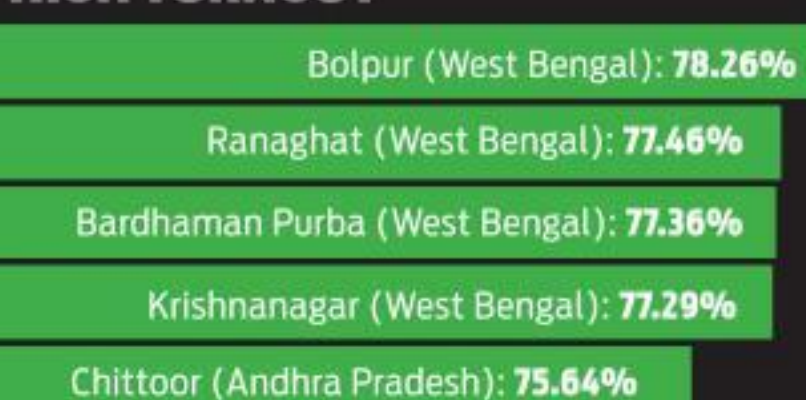 Bolpur (West Bengal): 78.26%
Ranaghat (West Bengal): 77.46%
Bardhaman Purba (West Bengal): 77.36%
Krishnanagar (West Bengal): 77.29%
Chittoor (Andhra Pradesh): 75.64%